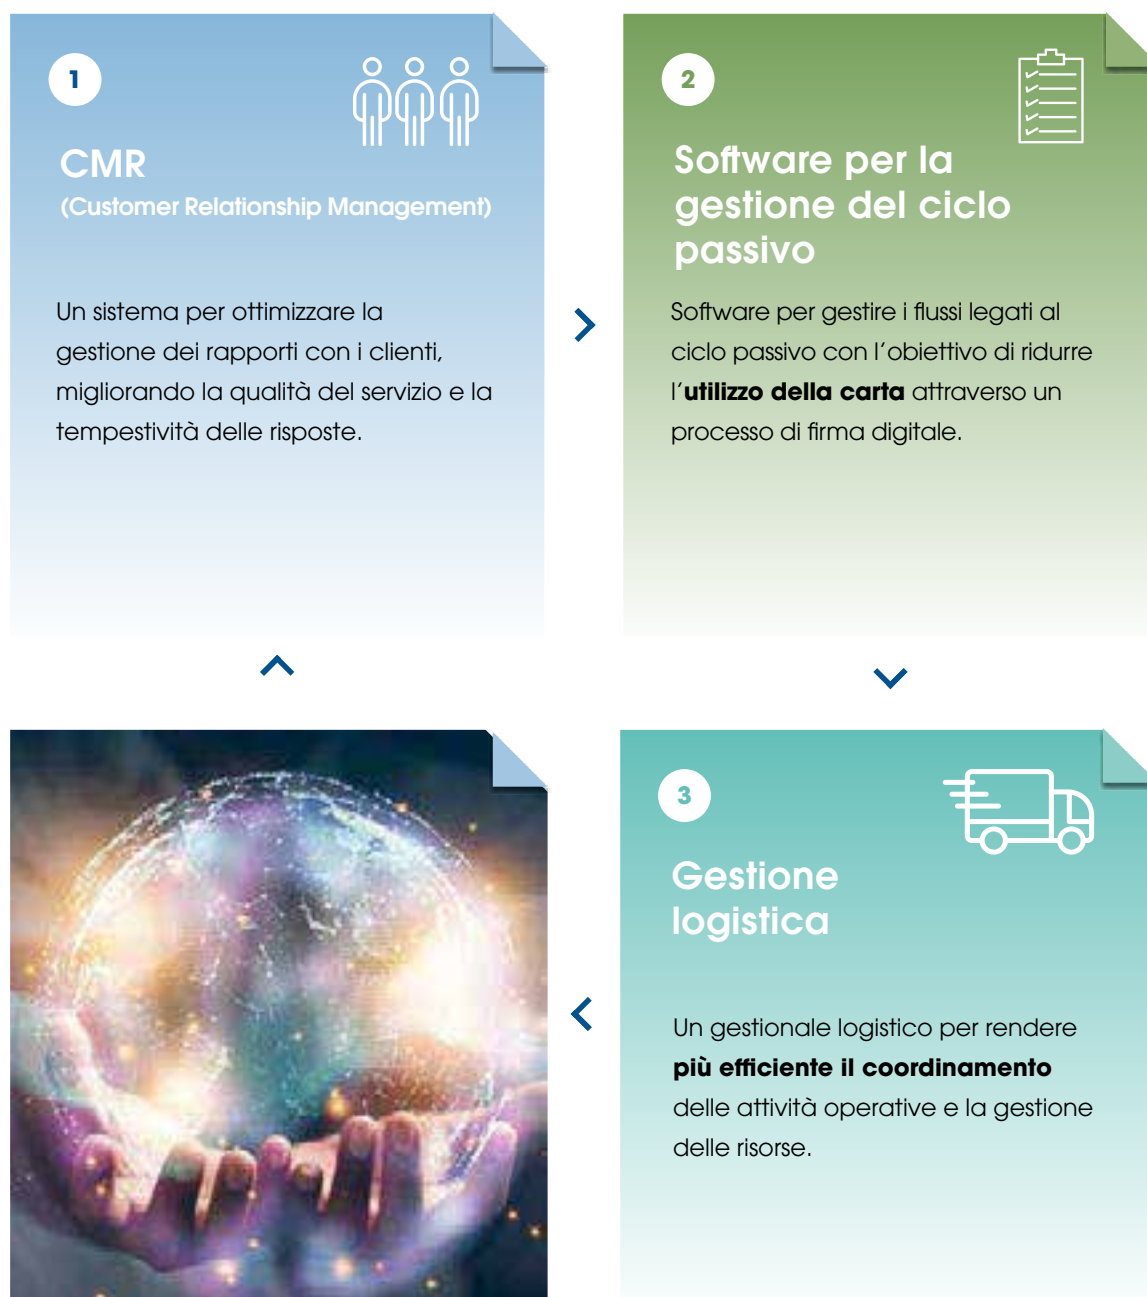 1
CMR
(Customer Relationship Management)
Un sistema per ottimizzare la
gestione dei rapporti con i clienti,
migliorando la qualità del servizio e la
tempestività delle risposte.
2
Software per la
gestione del ciclo
passivo
Software per gestire i flussi legati al
ciclo passivo con l’obiettivo di ridurre
l’utilizzo della carta attraverso un
processo di firma digitale.
3
Gestione
logistica
Un gestionale logistico per rendere
più efficiente il coordinamento
delle attività operative e la gestione
delle risorse.